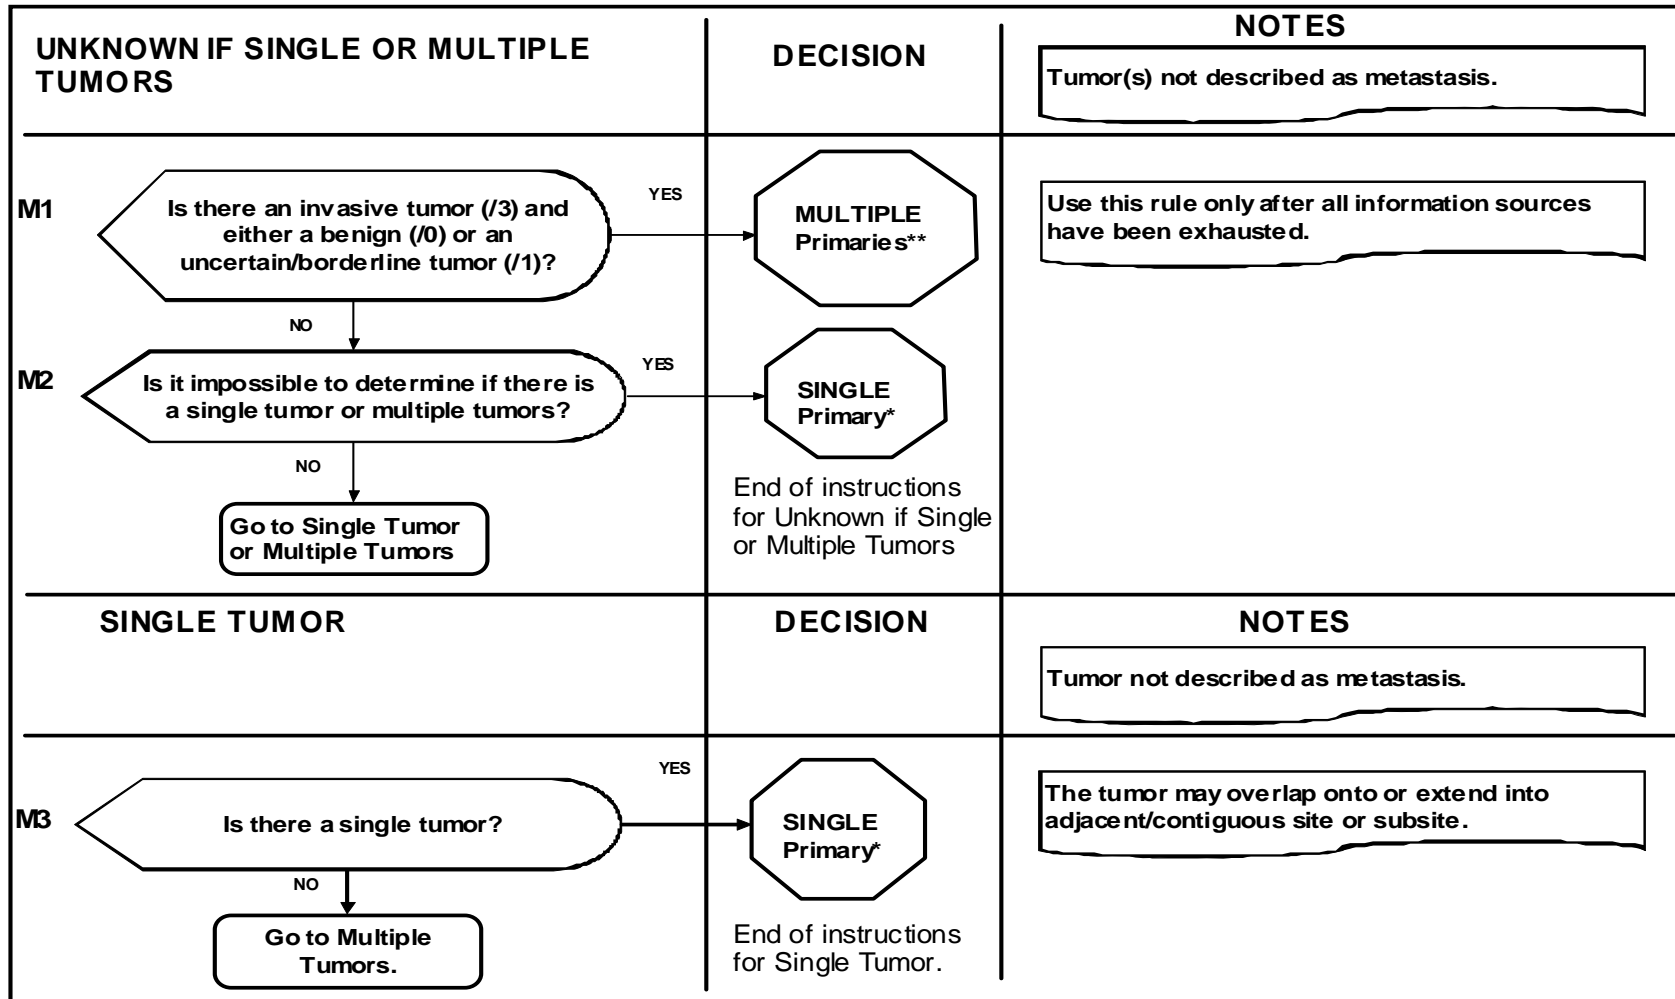 UNKNOWN IF SINGLE OR MULTIPLE
TUMORS
DECISION
NOTES
Tumor(s) not described as metastasis.
M1
Is there an invasive tumor (/3) and
either a benign (/0) or an
uncertain/borderline tumor (/1)?
YES
MULTIPLE
Primaries**
Use this rule only after all information sources
have been exhausted.
NO
M2
Is it impossible to determine if there is
a single tumor or multiple tumors?
YES
SINGLE
Primary*
NO
Go to Single Tumor
or Multiple Tumors
End of instructions
for Unknown if Single
or Multiple Tumors
SINGLE TUMOR
DECISION
NOTES
Tumor not described as metastasis.
M3
Is there a single tumor?
YES
SINGLE
Primary*
The tumor may overlap onto or extend into
adjacent/contiguous site or subsite.
NO
Go to Multiple
Tumors.
End of instructions
for Single Tumor.